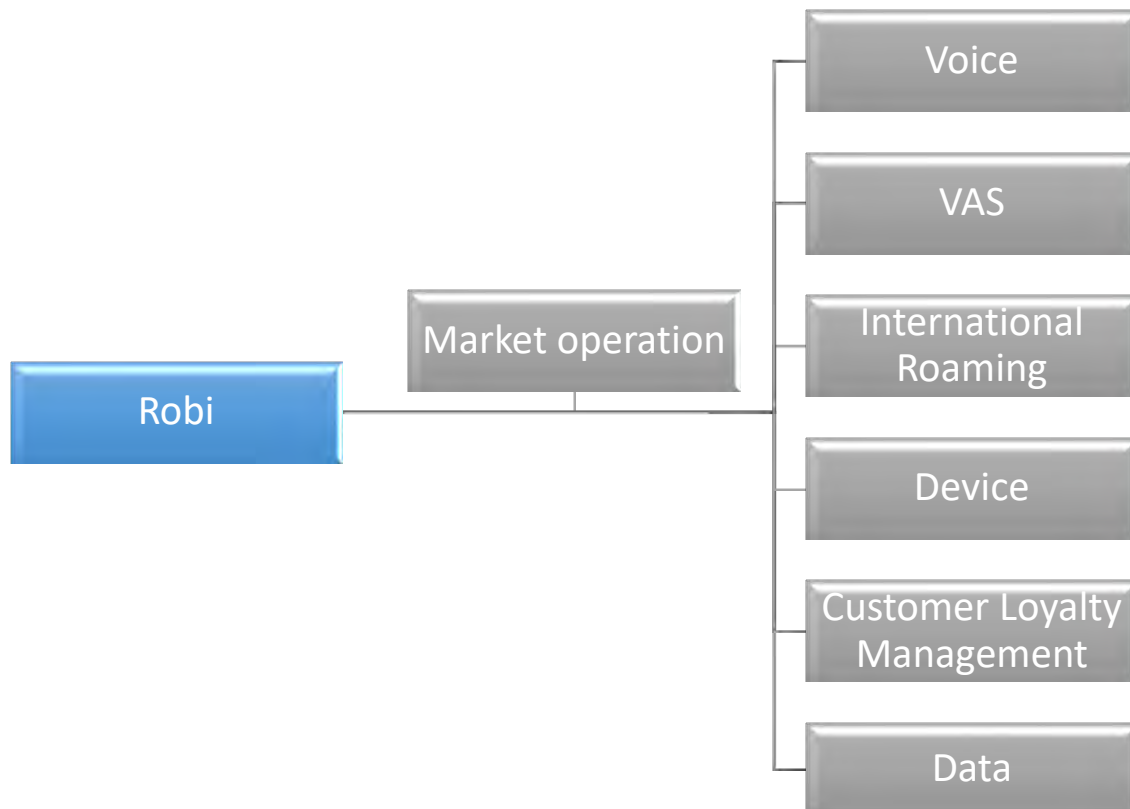 Voice
VAS
International
Roaming
Market operation
Robi
Device
Customer Loyalty
Management
Data